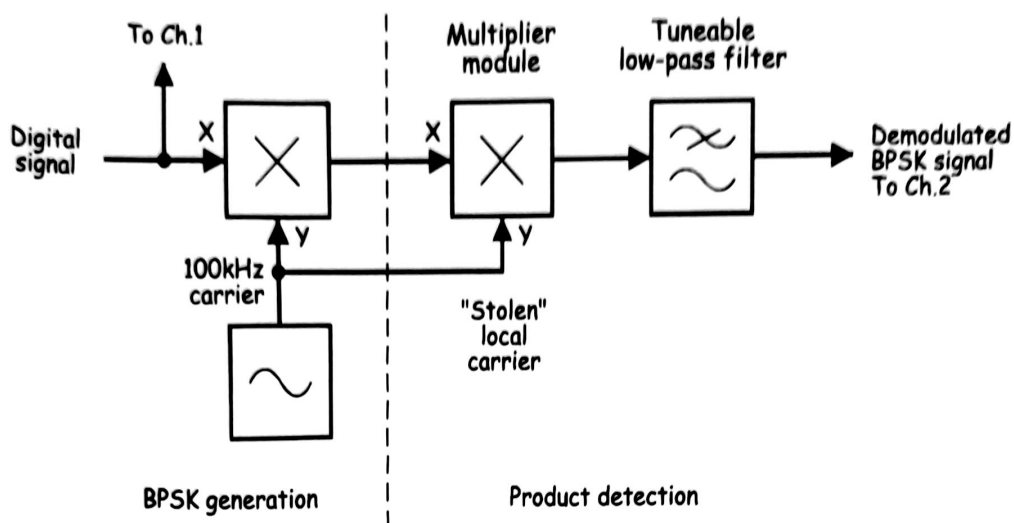 To Ch.1
Multiplier
module
Tuneable
low-pass filter
Digital
signal
X
X
Demodulated
BPSK signal
To Ch.2
Y
Y
100kHz
carrier
"Stolen"
local
carrier
BPSK generation
Product detection